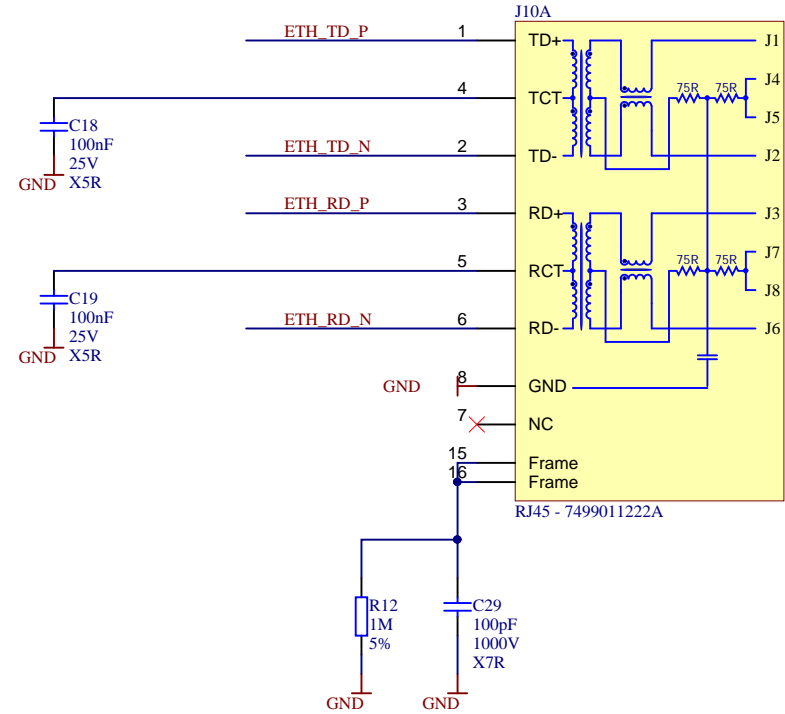 J10A
ETH_TD_P 1 TD+ J1
4 TCT 75R 75R J4
J5
C18
100nF
25V
X5R
GND
ETH_TD_N 2 TD- J2
ETH_RD_P 3 RD+ J3
5 RCT 75R 75R J7
J8
C19
100nF
25V
X5R
GND
ETH_RD_N 6 RD- J6
GND 8 GND
7 NC
15 Frame
16 Frame
RJ45 - 7499011222A
R12
1M
5%
GND
C29
100pF
1000V
X7R
GND